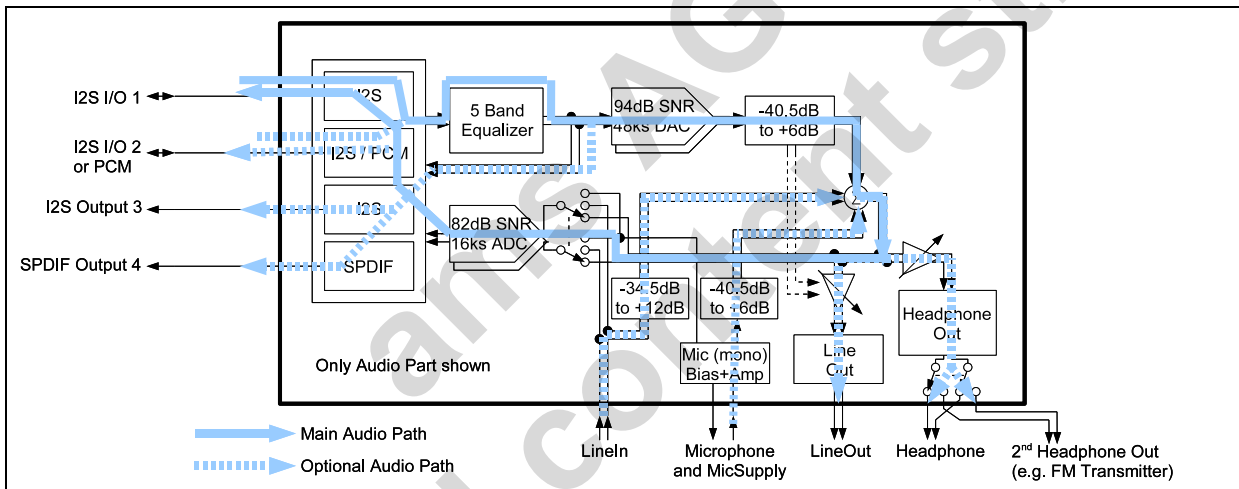 I2S I/O 1
I2S I/O 2
or PCM
I2S Output 3
SPDIF Output 4
I2S
I2S / PCM
I2S
SPDIF
5 Band
Equalizer
94dB SNR
48ks DAC
-40.5dB
to +6dB
82dB SNR
16ks ADC
Σ
-34.5dB
to +12dB
-40.5dB
to +6dB
Mic (mono)
Bias+Amp
Line
Out
Headphone
Out
Only Audio Part shown
Main Audio Path
Optional Audio Path
LineIn
Microphone
and MicSupply
LineOut
Headphone
2nd Headphone Out
(e.g. FM Transmitter)
ams AG
content